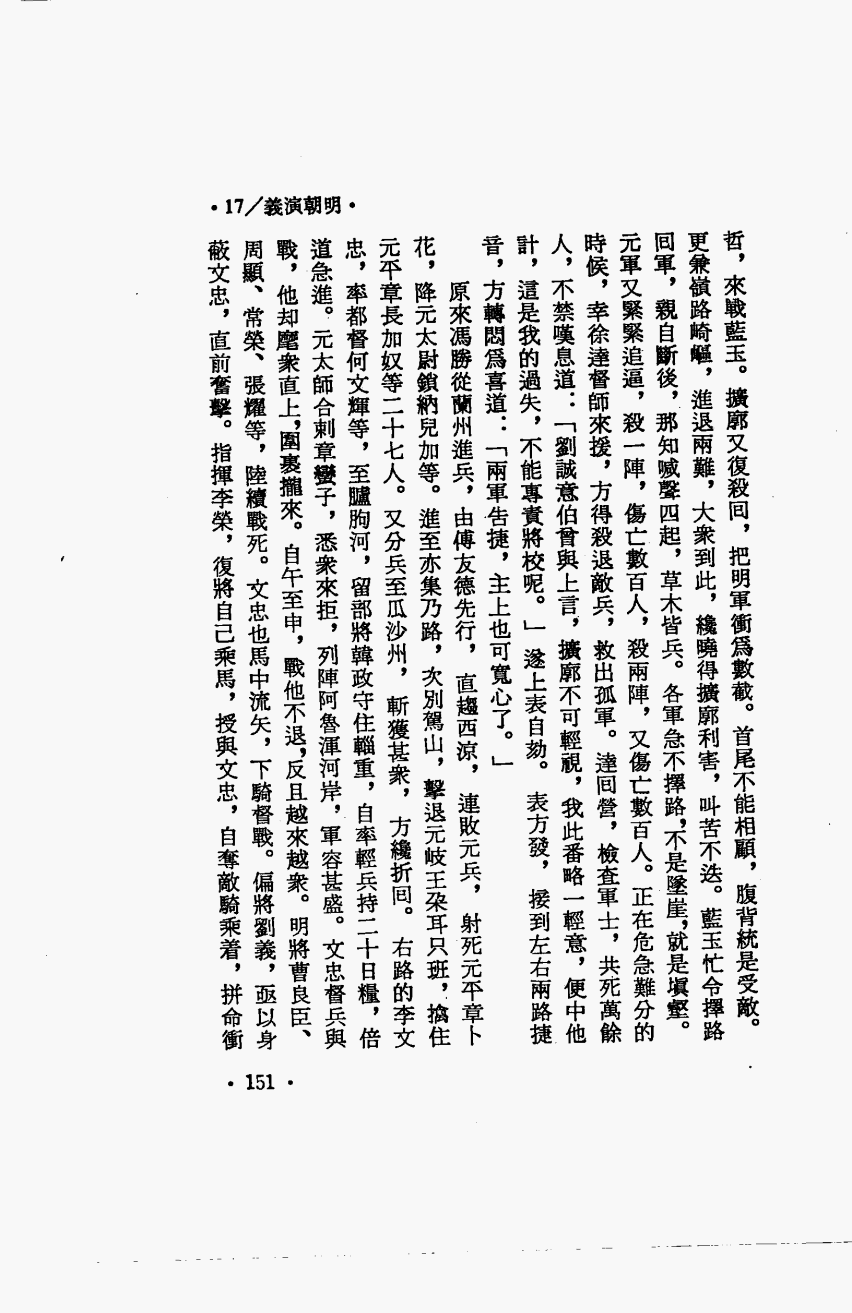 •17／義演朝明•
哲，來戰藍玉。擴廓又復殺回，把明軍衝爲數截。首尾不能相顧，腹背統是受敵。
更兼嶺路崎嶇，進退兩難，大衆到此，纔曉得擴廓利害，叫苦不迭。藍玉忙令擇路
回軍，親自斷後，那知喊聲四起，草木皆兵。各軍急不擇路，不是墜崖，就是塡壑。
元軍又緊緊追逼，殺一陣，傷亡數百人，殺兩陣，又傷亡數百人。正在危急難分的
時候，幸徐達督師來援，方得殺退敵兵，救出孤軍。達回營，檢查軍士，共死萬餘
人，不禁嘆息道：「劉誠意伯曾與上言，擴廓不可輕視，我此番略一輕意，便中他
計，這是我的過失，不能專責將校呢。」遂上表自劾。表方發，接到左右兩路捷
音，方轉悶爲喜道：「兩軍告捷，主上也可寬心了。」
原來馮勝從蘭州進兵，由傅友德先行，直趨西涼，連敗元兵，射死元平章卜
花，降元太尉鎖納兒加等。進至亦集乃路，次別駕山，擊退元岐王朶耳只班，擒住
元平章長加奴等二十七人。又分兵至瓜沙州，斬獲甚衆，方纔折回。右路的李文
忠，率都督何文輝等，至臚朐河，留部將韓政守住輜重，自率輕兵持二十日糧，倍
道急進。元太師合剌章蠻子，悉衆來拒，列陣阿魯渾河岸，軍容甚盛。文忠督兵與
戰，他却麾衆直上，圍裹攏來。自午至申，戰他不退，反且越來越衆。明將曹良臣、
周顯、常榮、張耀等，陸續戰死。文忠也馬中流矢，下騎督戰。偏將劉義，亟以身
蔽文忠，直前奮擊。指揮李榮，復將自己乘馬，授與文忠，自奪敵騎乘着，拼命衝
•151•